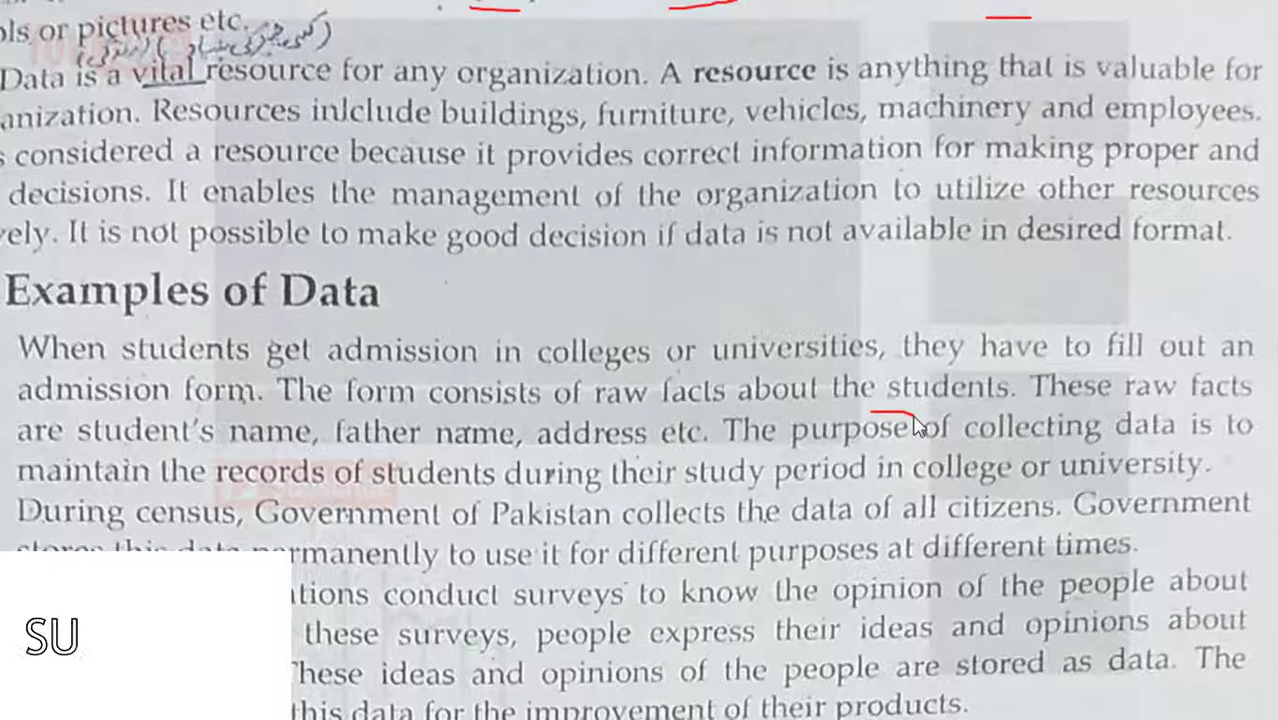 ols or pictures etc.
Data is a vital resource for any organization. A resource is anything that is valuable for
anization. Resources inlclude buildings, furniture, vehicles, machinery and employees.
s considered a resource because it provides correct information for making proper and
decisions. It enables the management of the organization to utilize other resources
vely. It is not possible to make good decision if data is not available in desired format.
Examples of Data
When students get admission in colleges or universities, they have to fill out an
admission form. The form consists of raw facts about the students. These raw facts
are student's name, father name, address etc. The purpose of collecting data is to
maintain the records of students during their study period in college or university.
During census, Government of Pakistan collects the data of all citizens. Government
stores this data permanently to use it for different purposes at different times.
ations conduct surveys to know the opinion of the people about
these surveys, people express their ideas and opinions about
These ideas and opinions of the people are stored as data. The
this data for the improvement of their products.
SU